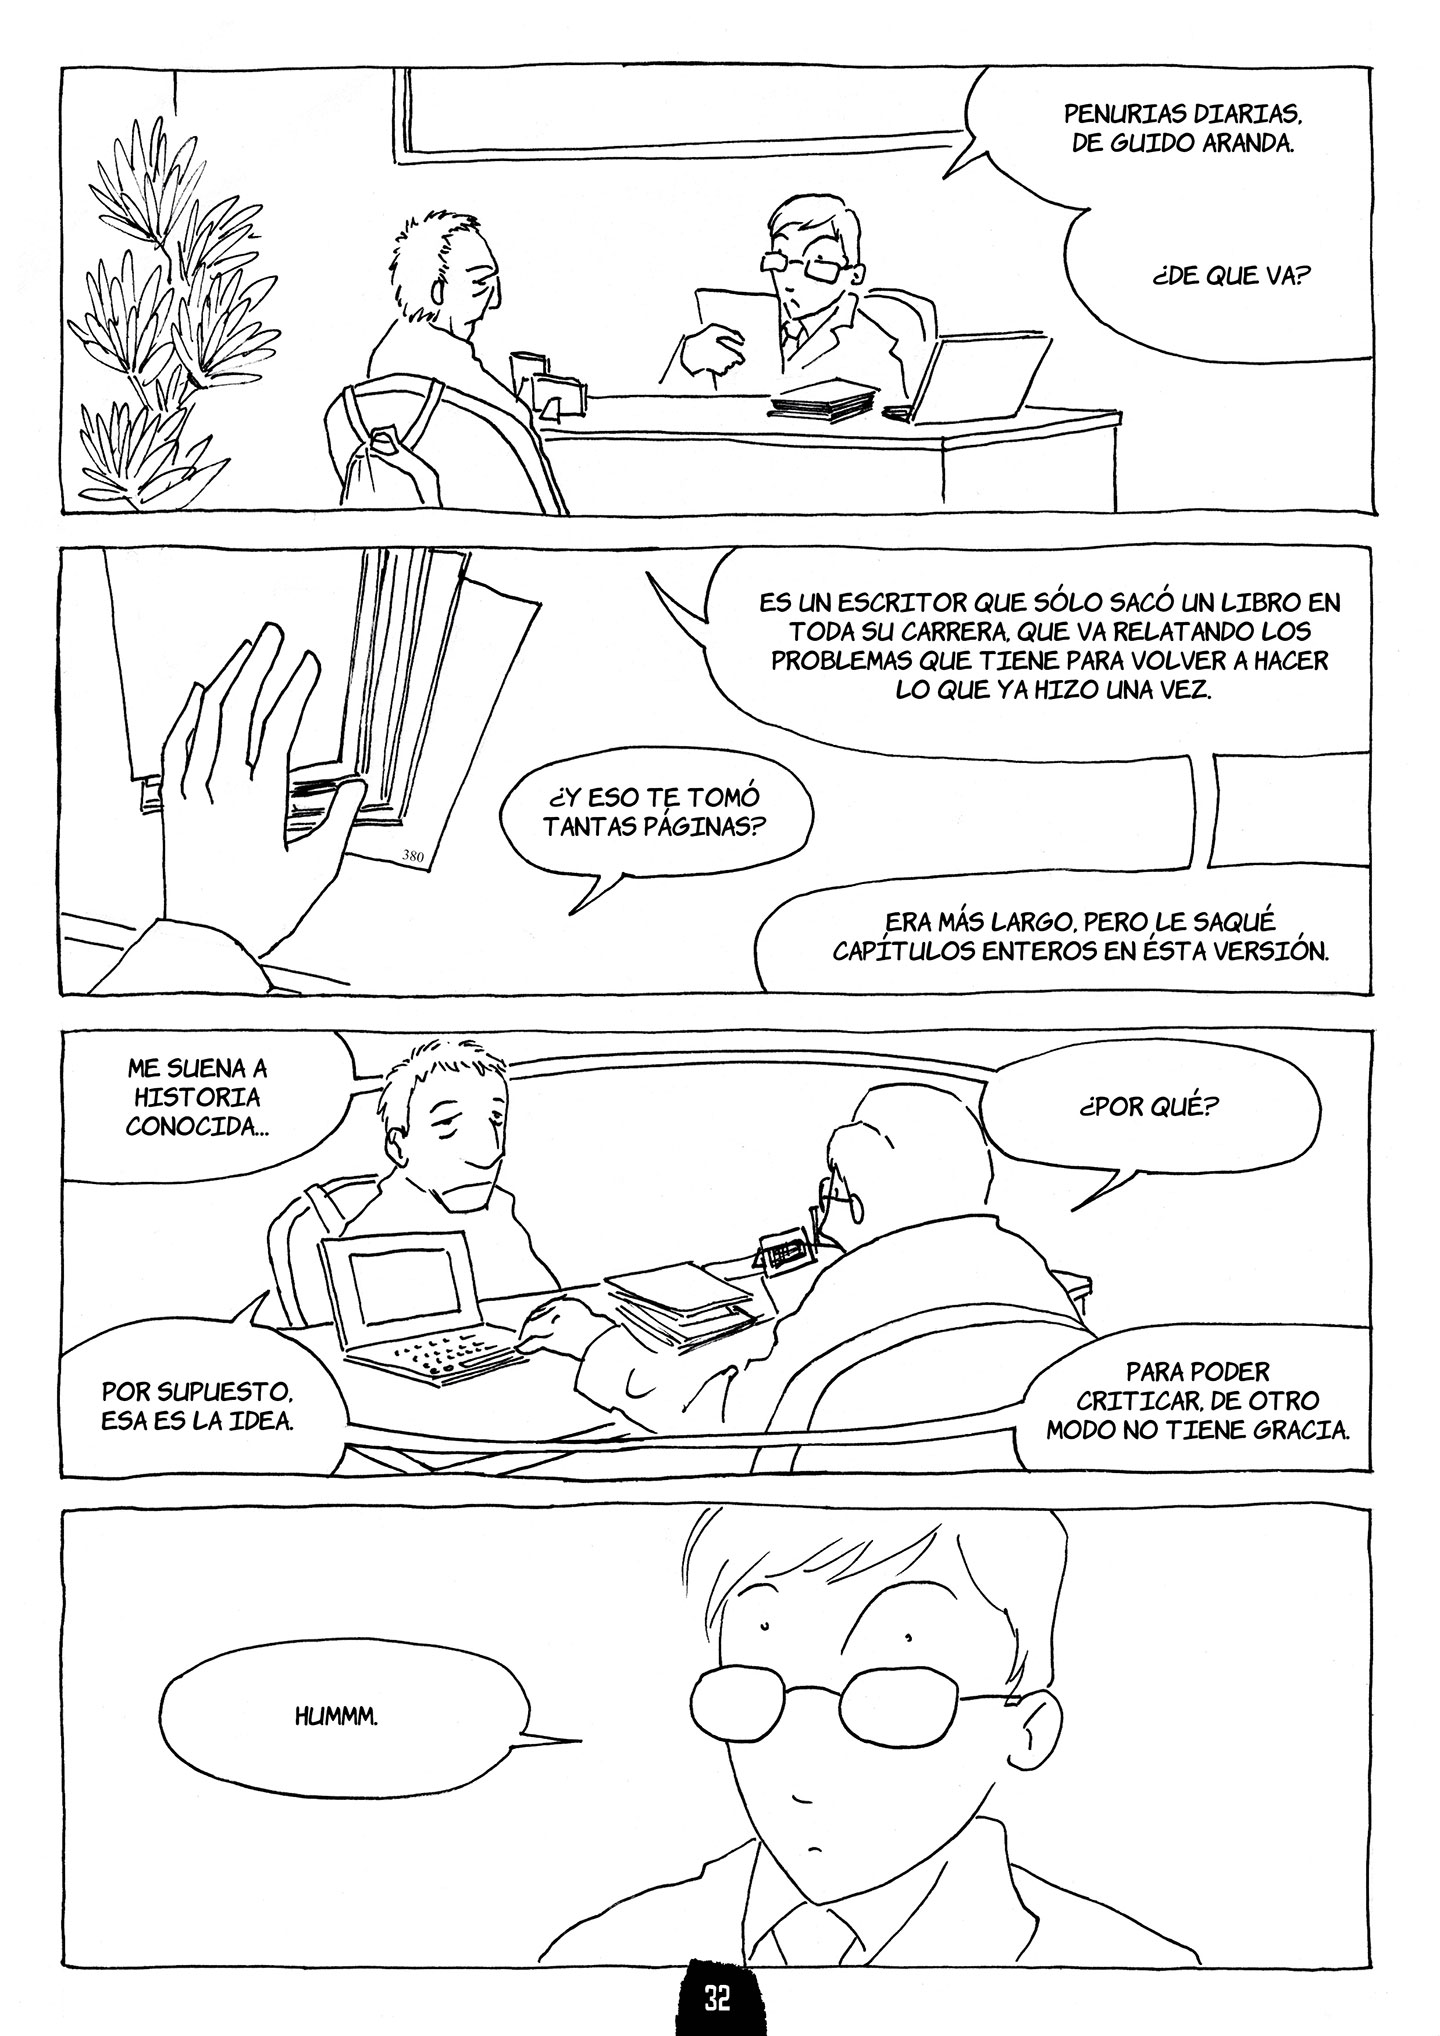 PENURIAS DIARIAS,
DE GUIDO ARANDA.
¿DE QUE VA?
ES UN ESCRITOR QUE SÓLO SACÓ UN LIBRO EN
TODA SU CARRERA, QUE VA RELATANDO LOS
PROBLEMAS QUE TIENE PARA VOLVER A HACER
LO QUE YA HIZO UNA VEZ.
¿Y ESO TE TOMÓ
TANTAS PÁGINAS?
380
ERA MÁS LARGO, PERO LE SAQUÉ
CAPÍTULOS ENTEROS EN ÉSTA VERSIÓN.
ME SUENA A
HISTORIA
CONOCIDA...
¿POR QUÉ?
POR SUPUESTO,
ESA ES LA IDEA.
PARA PODER
CRITICAR, DE OTRO
MODO NO TIENE GRACIA.
HUMMM.
32